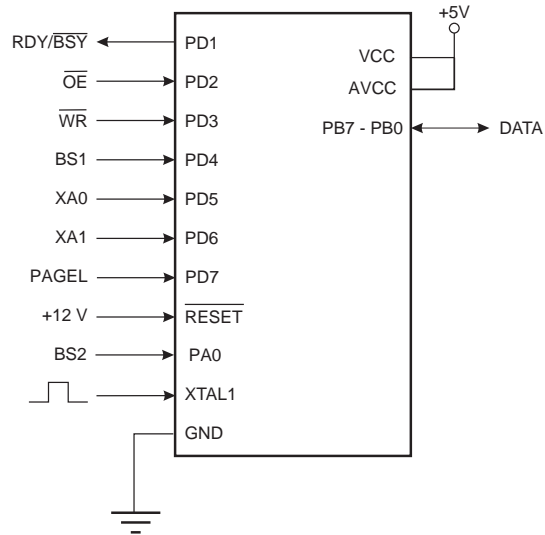 +5V
RDY/BSY PD1
VCC
OE PD2
AVCC
WR PD3
PB7 - PB0 DATA
BS1 PD4
XA0 PD5
XA1 PD6
PAGEL PD7
+12 V RESET
BS2 PA0
XTAL1
GND